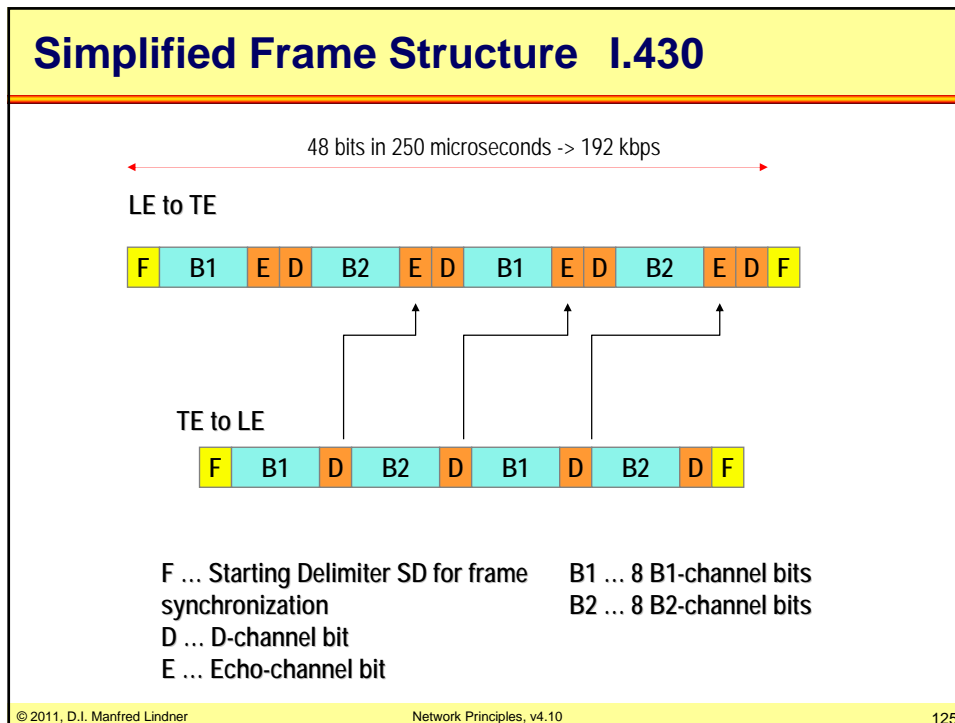 Simplified Frame Structure I.430
48 bits in 250 microseconds -> 192 kbps
LE to TE
F B1 E D B2 E D B1 E D B2 E D F
TE to LE
F B1 D B2 D B1 D B2 D F
F ... Starting Delimiter SD for frame
synchronization
D ... D-channel bit
E ... Echo-channel bit
B1 ... 8 B1-channel bits
B2 ... 8 B2-channel bits
© 2011, D.I. Manfred Lindner
Network Principles, v4.10
125